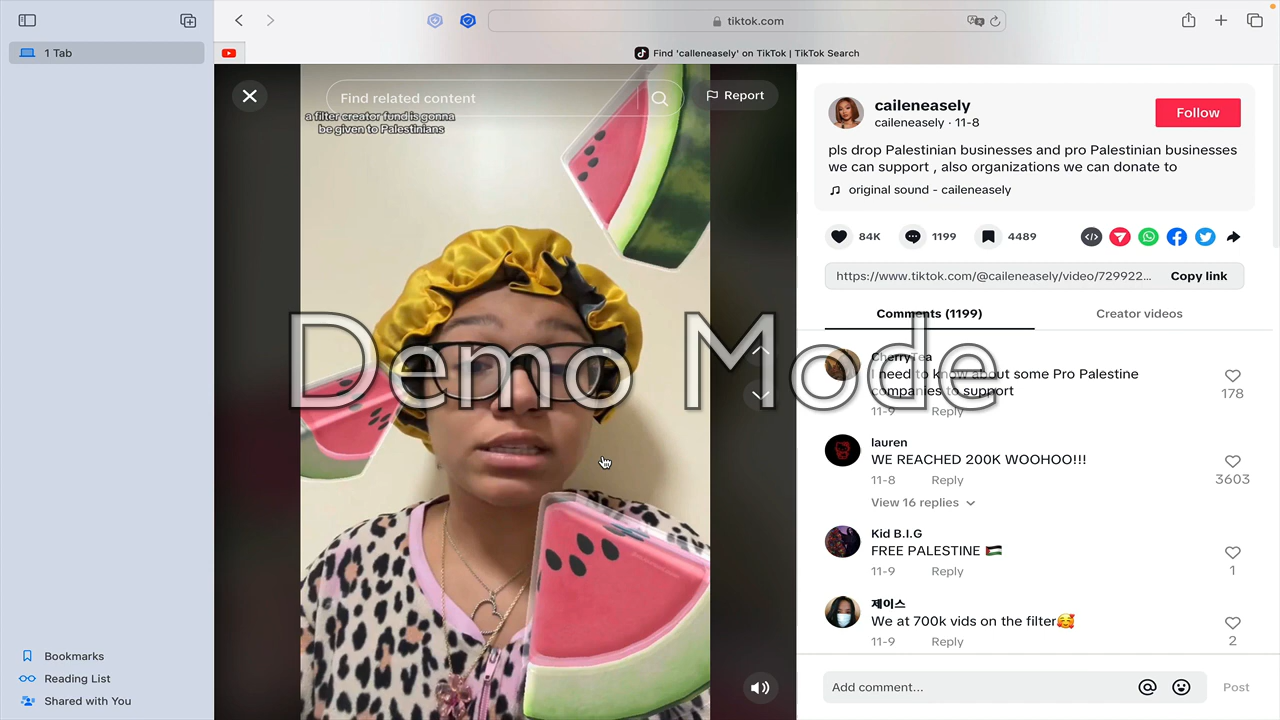 1 Tab
tiktok.com
Find 'calleneasely' on TikTok | TikTok Search
Find related content
Report
a filter creator fund is gonna
be given to Palestinians
Demo Mode
caileneasely
caileneasely · 11-8
Follow
pls drop Palestinian businesses and pro Palestinian businesses
we can support , also organizations we can donate to
original sound - caileneasely
84K
1199
4489
https://www.tiktok.com/@caileneasely/video/729922...
Copy link
Comments (1199)
Creator videos
CherryTea
I need to know about some Pro Palestine
companies to support
11-9 Reply
178
lauren
WE REACHED 200K WOOHOO!!!
11-8 Reply
3603
View 16 replies
Kid B.I.G
FREE PALESTINE 🇵🇸
11-9 Reply
1
제이스
We at 700k vids on the filter🥰
11-9 Reply
2
Add comment...
Post
Bookmarks
Reading List
Shared with You